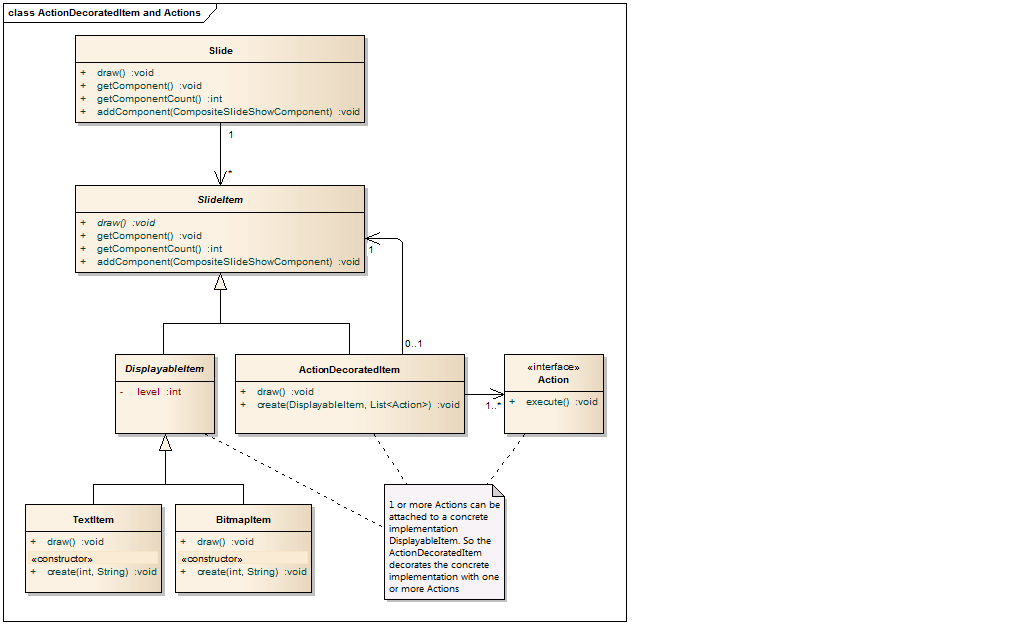 class ActionDecoratedItem and Actions
Slide
+ draw() :void
+ getComponent() :void
+ getComponentCount() :int
+ addComponent(CompositeSlideShowComponent) :void
1
*
SlideItem
+ draw() :void
+ getComponent() :void
+ getComponentCount() :int
+ addComponent(CompositeSlideShowComponent) :void
1
0..1
DisplayableItem
- level :int
ActionDecoratedItem
+ draw() :void
+ create(DisplayableItem, List<Action>) :void
1..*
«interface»
Action
+ execute() :void
TextItem
+ draw() :void
«constructor»
+ create(int, String) :void
BitmapItem
+ draw() :void
«constructor»
+ create(int, String) :void
1 or more Actions can be
attached to a concrete
implementation
DisplayableItem. So the
ActionDecoratedItem
decorates the concrete
implementation with one
or more Actions